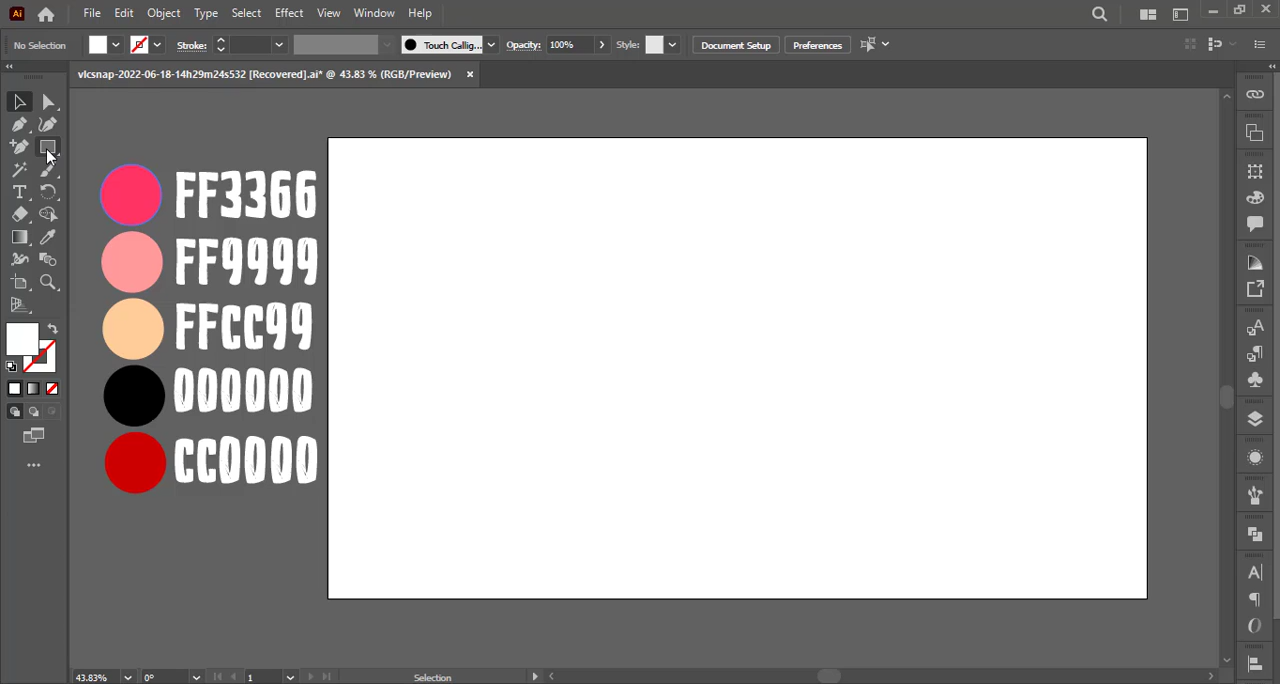 Ai File Edit Object Type Select Effect View Window Help
No Selection Stroke: Touch Callig... Opacity: 100% Style: Document Setup Preferences
vlcsnap-2022-06-18-14h29m24s532 [Recovered].ai* @ 43.83 % (RGB/Preview) ×
FF3366
FF9999
FFCC99
000000
CC0000
43.83% 0° 1 Selection